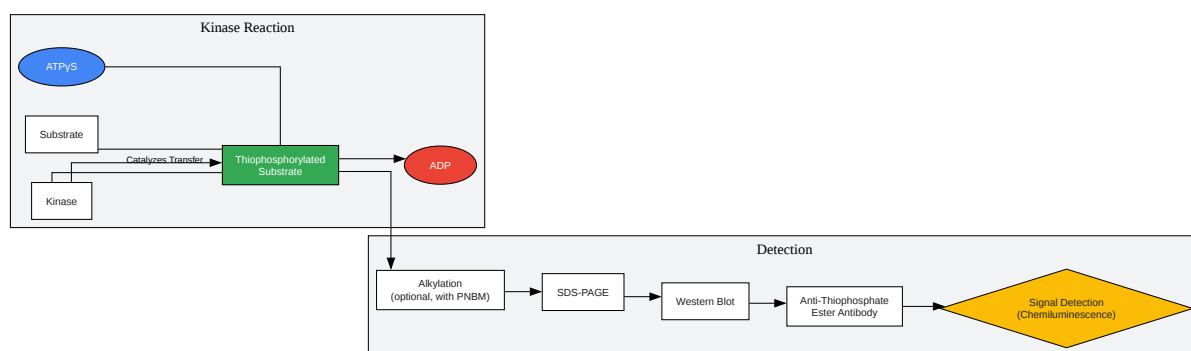 Kinase Reaction
ATPγS
Substrate
Catalyzes Transfer
Thiophosphorylated
Substrate
ADP
Kinase
Detection
Alkylation
(optional, with PNBM)
SDS-PAGE
Western Blot
Anti-Thiophosphate
Ester Antibody
Signal Detection
(Chemiluminescence)